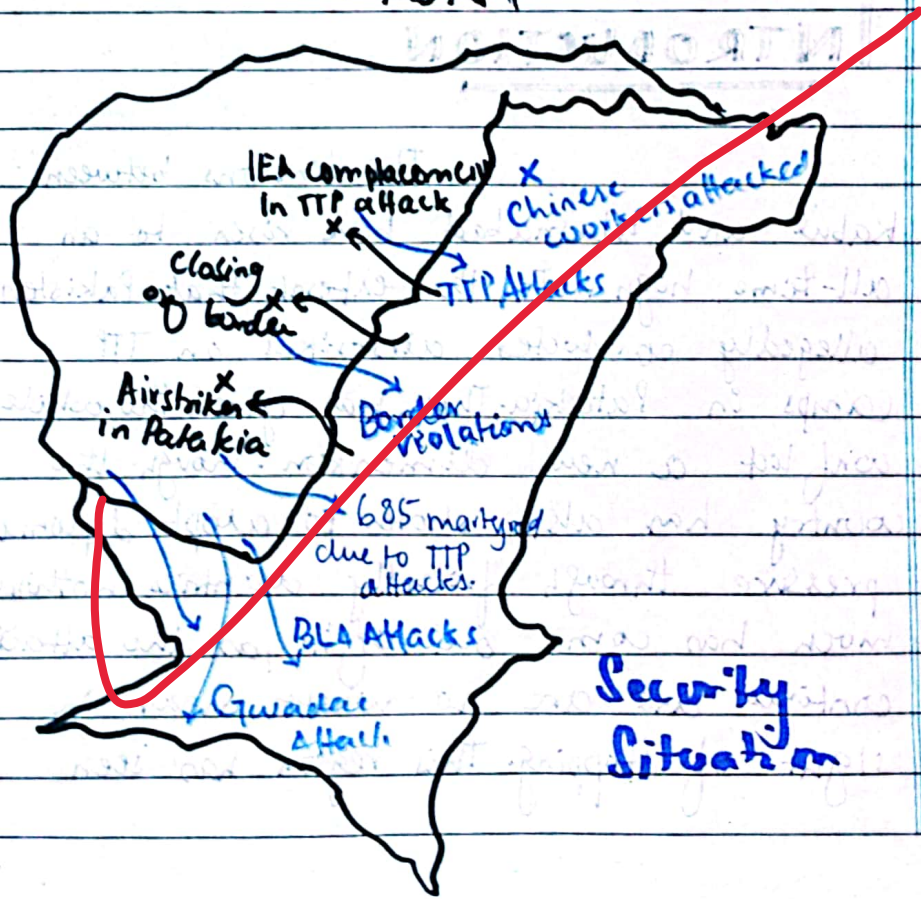 IEA complacency
In TTP attack
Closing
of border
Airstrikes
in Patakia
Chinese
workers attacked
TTP Attacks
Border
violations
685 martyred
due to TTP
attacks.
BLA Attacks
Gwadar
Attack.
Security
Situation